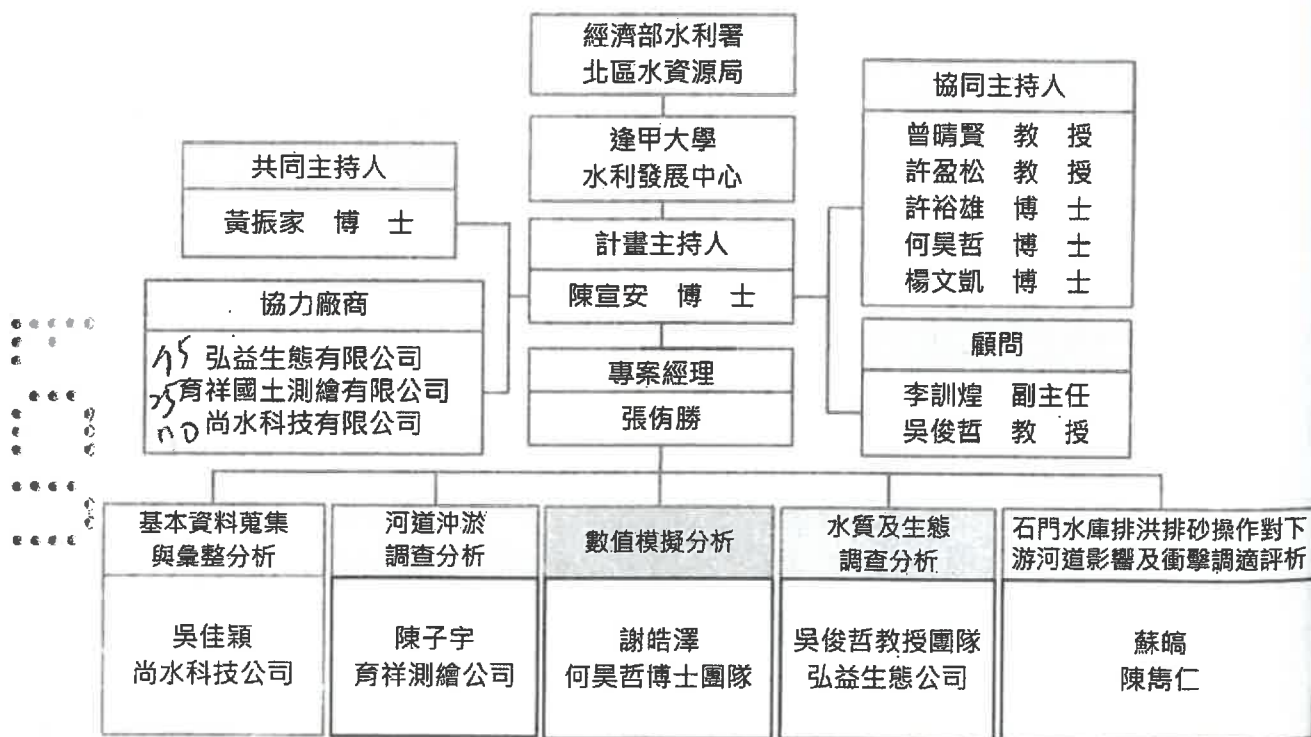 經濟部水利署
北區水資源局
逢甲大學
水利發展中心
共同主持人
黃振家 博 士
計畫主持人
陳宣安 博 士
協同主持人
曾晴賢 教 授
許盈松 教 授
許裕雄 博 士
何昊哲 博 士
楊文凱 博 士
協力廠商
弘益生態有限公司
育祥國土測繪有限公司
尚水科技有限公司
專案經理
張侑勝
顧問
李訓煌 副主任
吳俊哲 教 授
基本資料蒐集
與彙整分析
吳佳穎
尚水科技公司
河道沖淤
調查分析
陳子宇
育祥測繪公司
數值模擬分析
謝皓澤
何昊哲博士團隊
水質及生態
調查分析
吳俊哲教授團隊
弘益生態公司
石門水庫排洪排砂操作對下
游河道影響及衝擊調適評析
蘇皜
陳雋仁